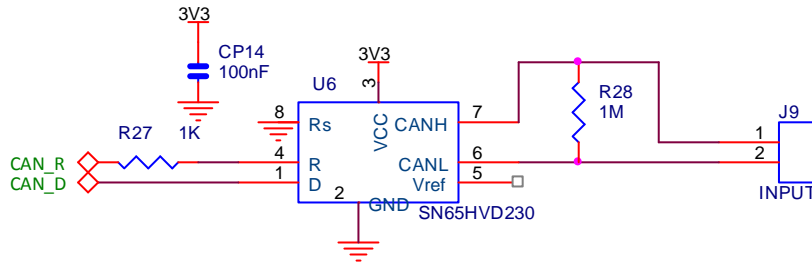 3V3
CP14
100nF
3V3
U6
3
R28
1M
J9
8
Rs
VCC
CANH
7
R27 1K
1
CAN_R
4
R
CANL
6
2
CAN_D
1
D
Vref
5
2
GND
SN65HVD230
INPUT